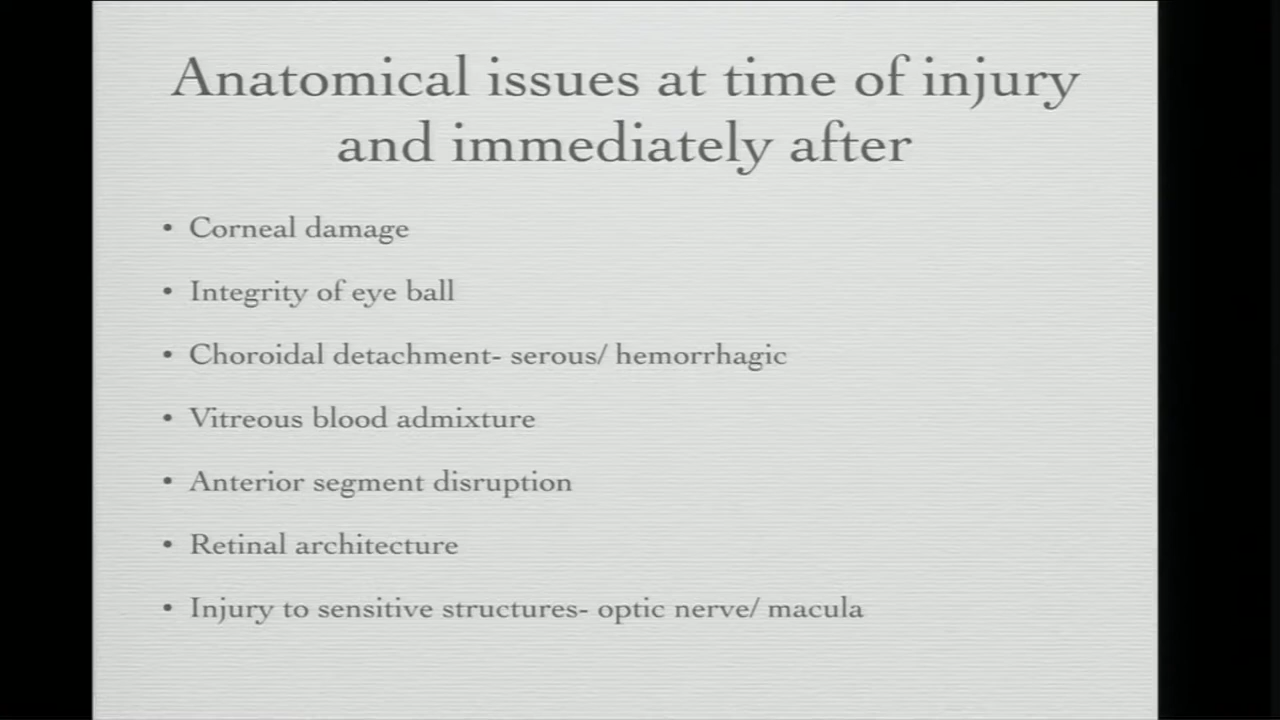 Anatomical issues at time of injury
and immediately after
• Corneal damage
• Integrity of eye ball
• Choroidal detachment- serous/ hemorrhagic
• Vitreous blood admixture
• Anterior segment disruption
• Retinal architecture
• Injury to sensitive structures- optic nerve/ macula